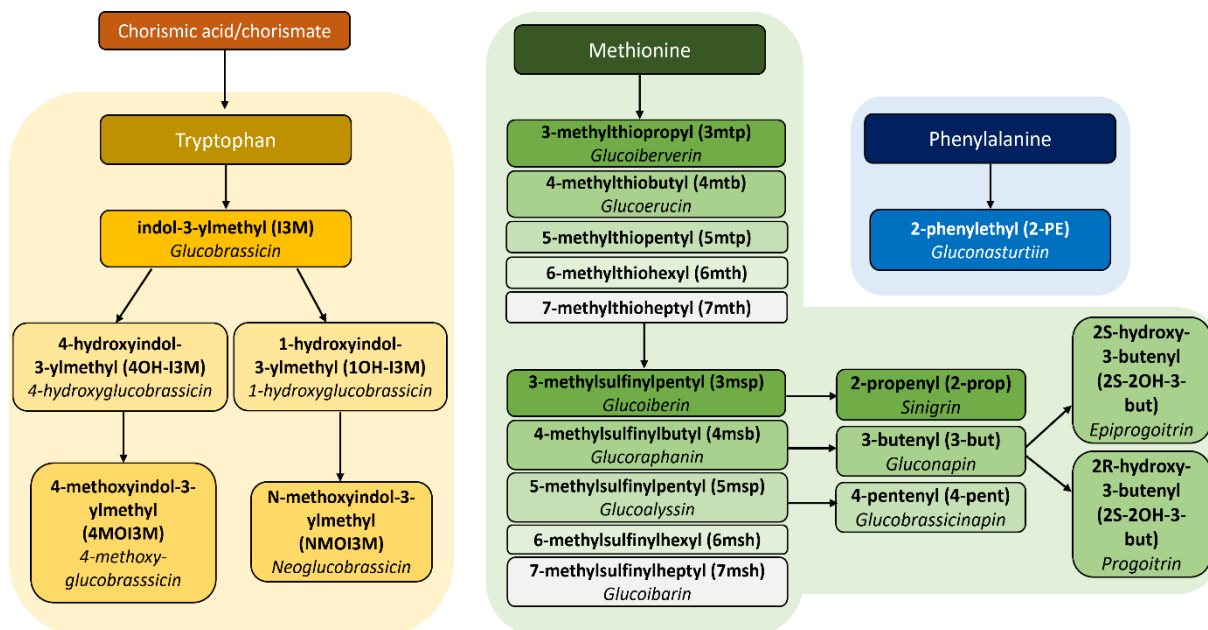 Chorismic acid/chorismate
Tryptophan
indol-3-ylmethyl (I3M)
Glucobrassicin
4-hydroxyindol-
3-ylmethyl (4OH-I3M)
4-hydroxyglucobrassicin
1-hydroxyindol-
3-ylmethyl (1OH-I3M)
1-hydroxyglucobrassicin
4-methoxyindol-3-
ylmethyl
(4MOI3M)
4-methoxy-
glucobrasssicin
N-methoxyindol-3-
ylmethyl
(NMOI3M)
Neoglucobrassicin
Methionine
3-methylthiopropyl (3mtp)
Glucoiberverin
4-methylthiobutyl (4mtb)
Glucoerucin
5-methylthiopentyl (5mtp)
6-methylthiohexyl (6mth)
7-methylthioheptyl (7mth)
3-methylsulfinylpentyl (3msp)
Glucoiberin
4-methylsulfinylbutyl (4msb)
Glucoraphanin
5-methylsulfinylpentyl (5msp)
Glucoalyssin
6-methylsulfinylhexyl (6msh)
7-methylsulfinylheptyl (7msh)
Glucoibarin
2-propenyl (2-prop)
Sinigrin
3-butenyl (3-but)
Gluconapin
4-pentenyl (4-pent)
Glucobrassicinapin
2S-hydroxy-
3-butenyl
(2S-2OH-3-
but)
Epiprogoitrin
2R-hydroxy-
3-butenyl
(2S-2OH-3-
but)
Progoitrin
Phenylalanine
2-phenylethyl (2-PE)
Gluconasturtiin